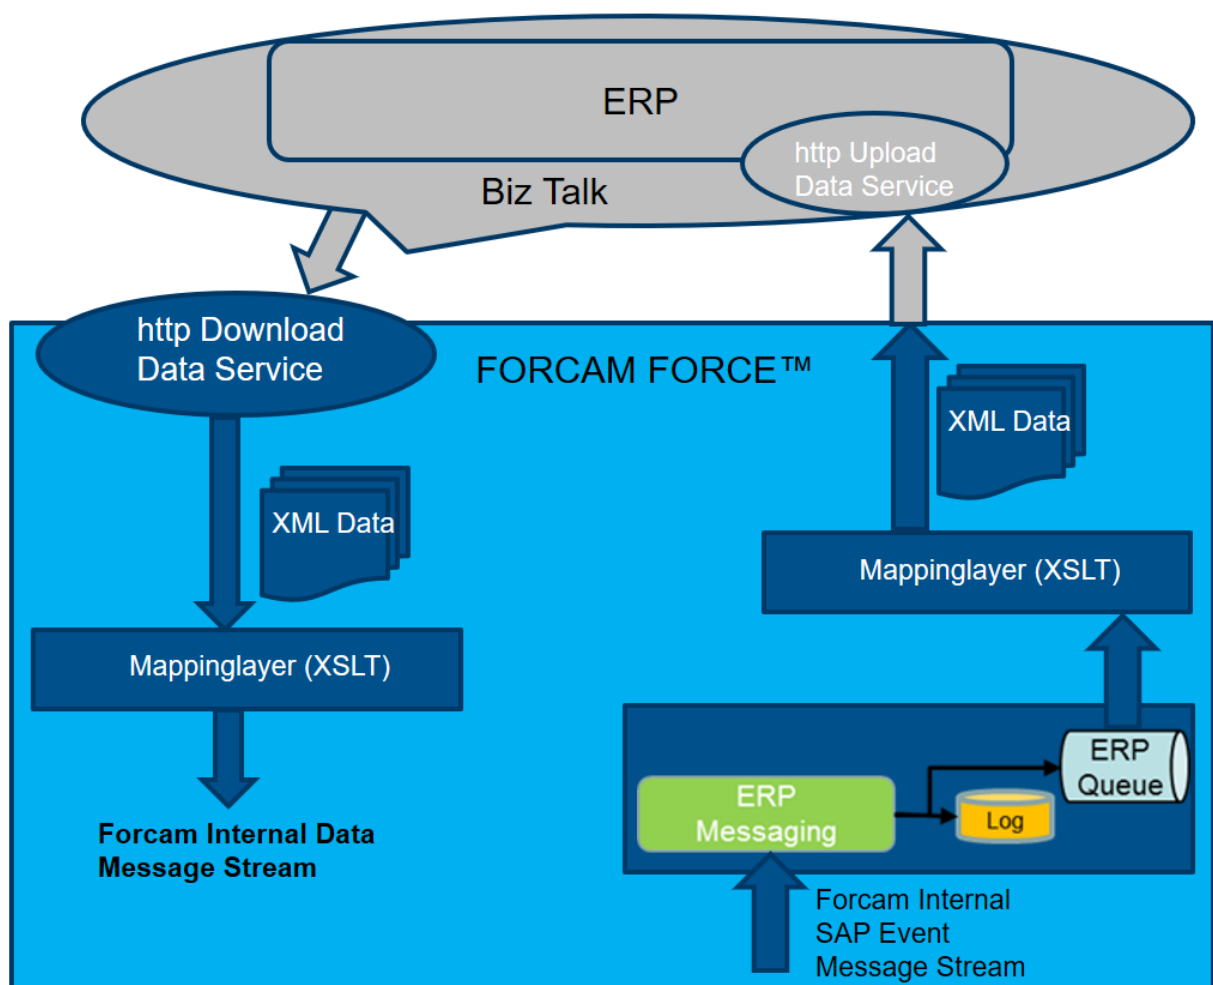 ERP
http Upload
Data Service
Biz Talk
http Download
Data Service
FORCAM FORCE™
XML Data
XML Data
Mappinglayer (XSLT)
Mappinglayer (XSLT)
ERP
Queue
ERP
Messaging
Log
Forcam Internal Data
Message Stream
Forcam Internal
SAP Event
Message Stream